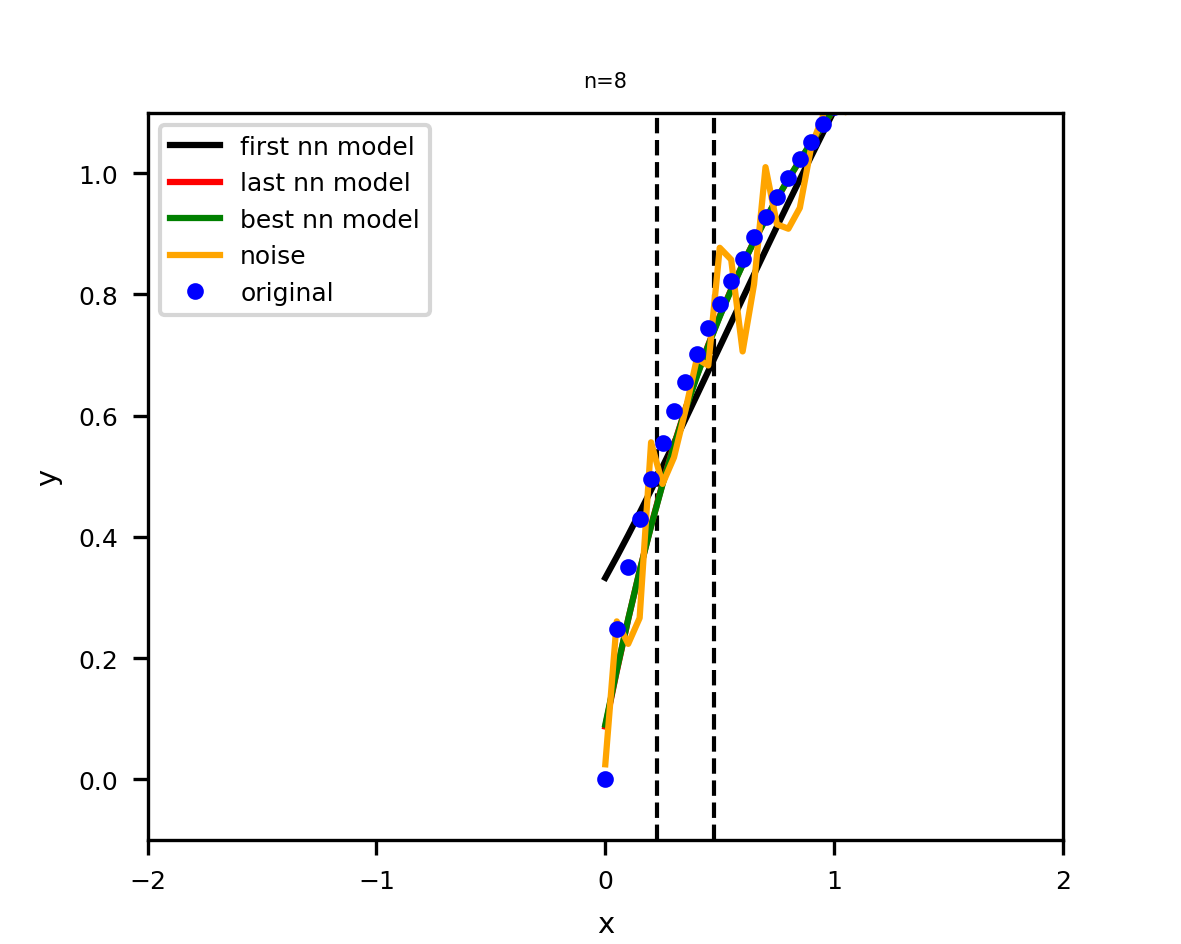 n=8
first nn model
last nn model
best nn model
noise
original
1.0
0.8
0.6
0.4
0.2
0.0
y
−2
−1
0
1
2
x